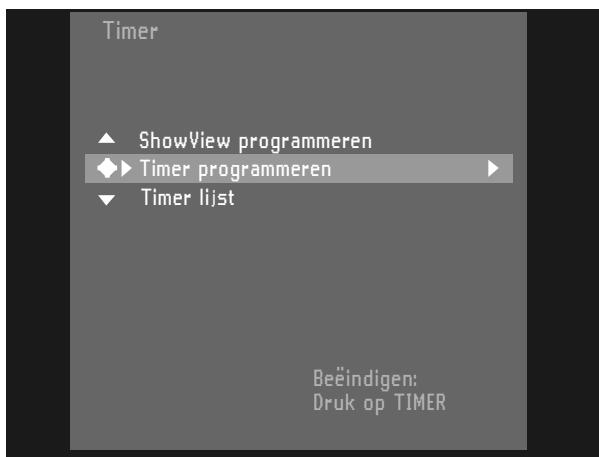 Timer
ShowView programmeren
Timer programmeren
Timer lijst
Beëindigen:
Druk op TIMER